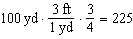 100 yd · 3 ft/1 yd · 3/4 = 225